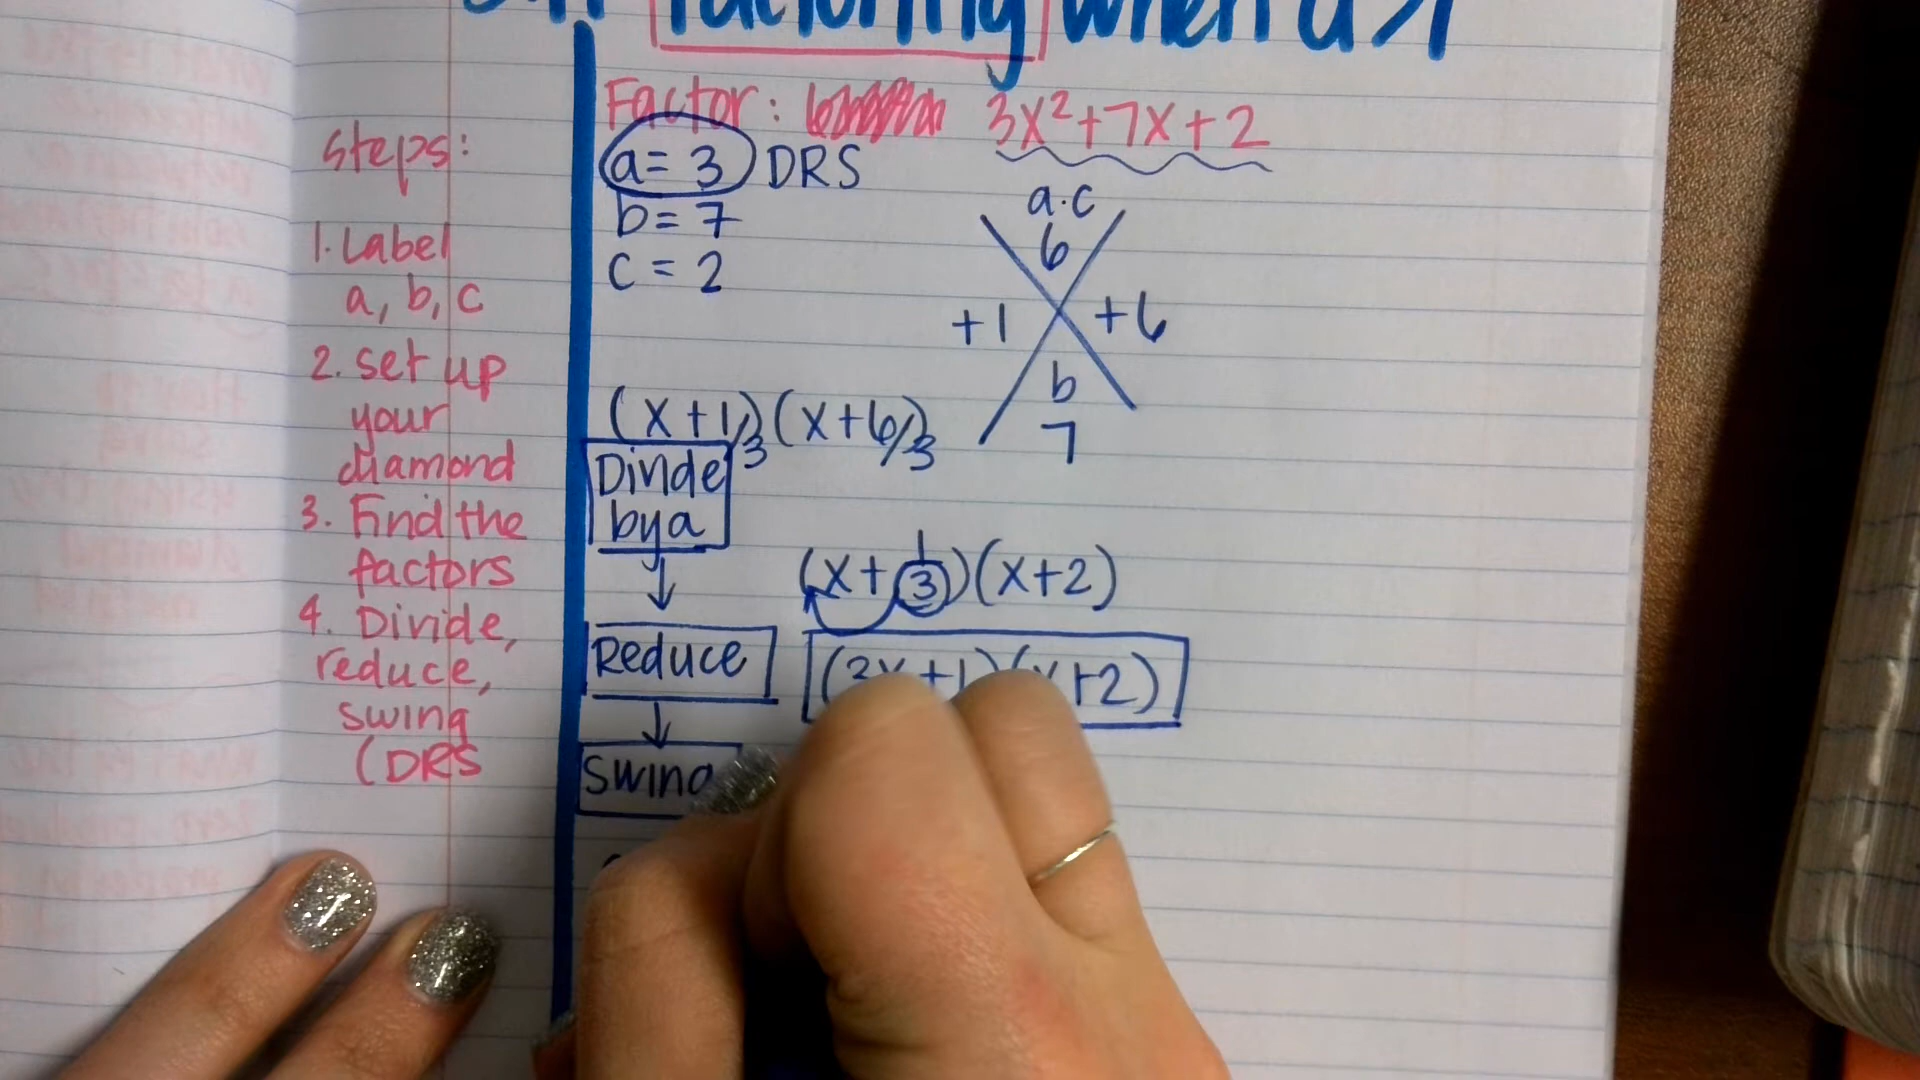 factoring when a>1
Factor: 3x²+7x+2
Steps:
1. Label
a, b, c
2. set up
your
diamond
3. Find the
factors
4. Divide,
reduce,
swing
(DRS
a = 3 DRS
b = 7
c = 2
a·c
6
+1 +6
b
7
(x+1/3)(x+6/3)
Divide
by a
(x+1/3)(x+2)
Reduce
(3x+1)(x+2)
Swing